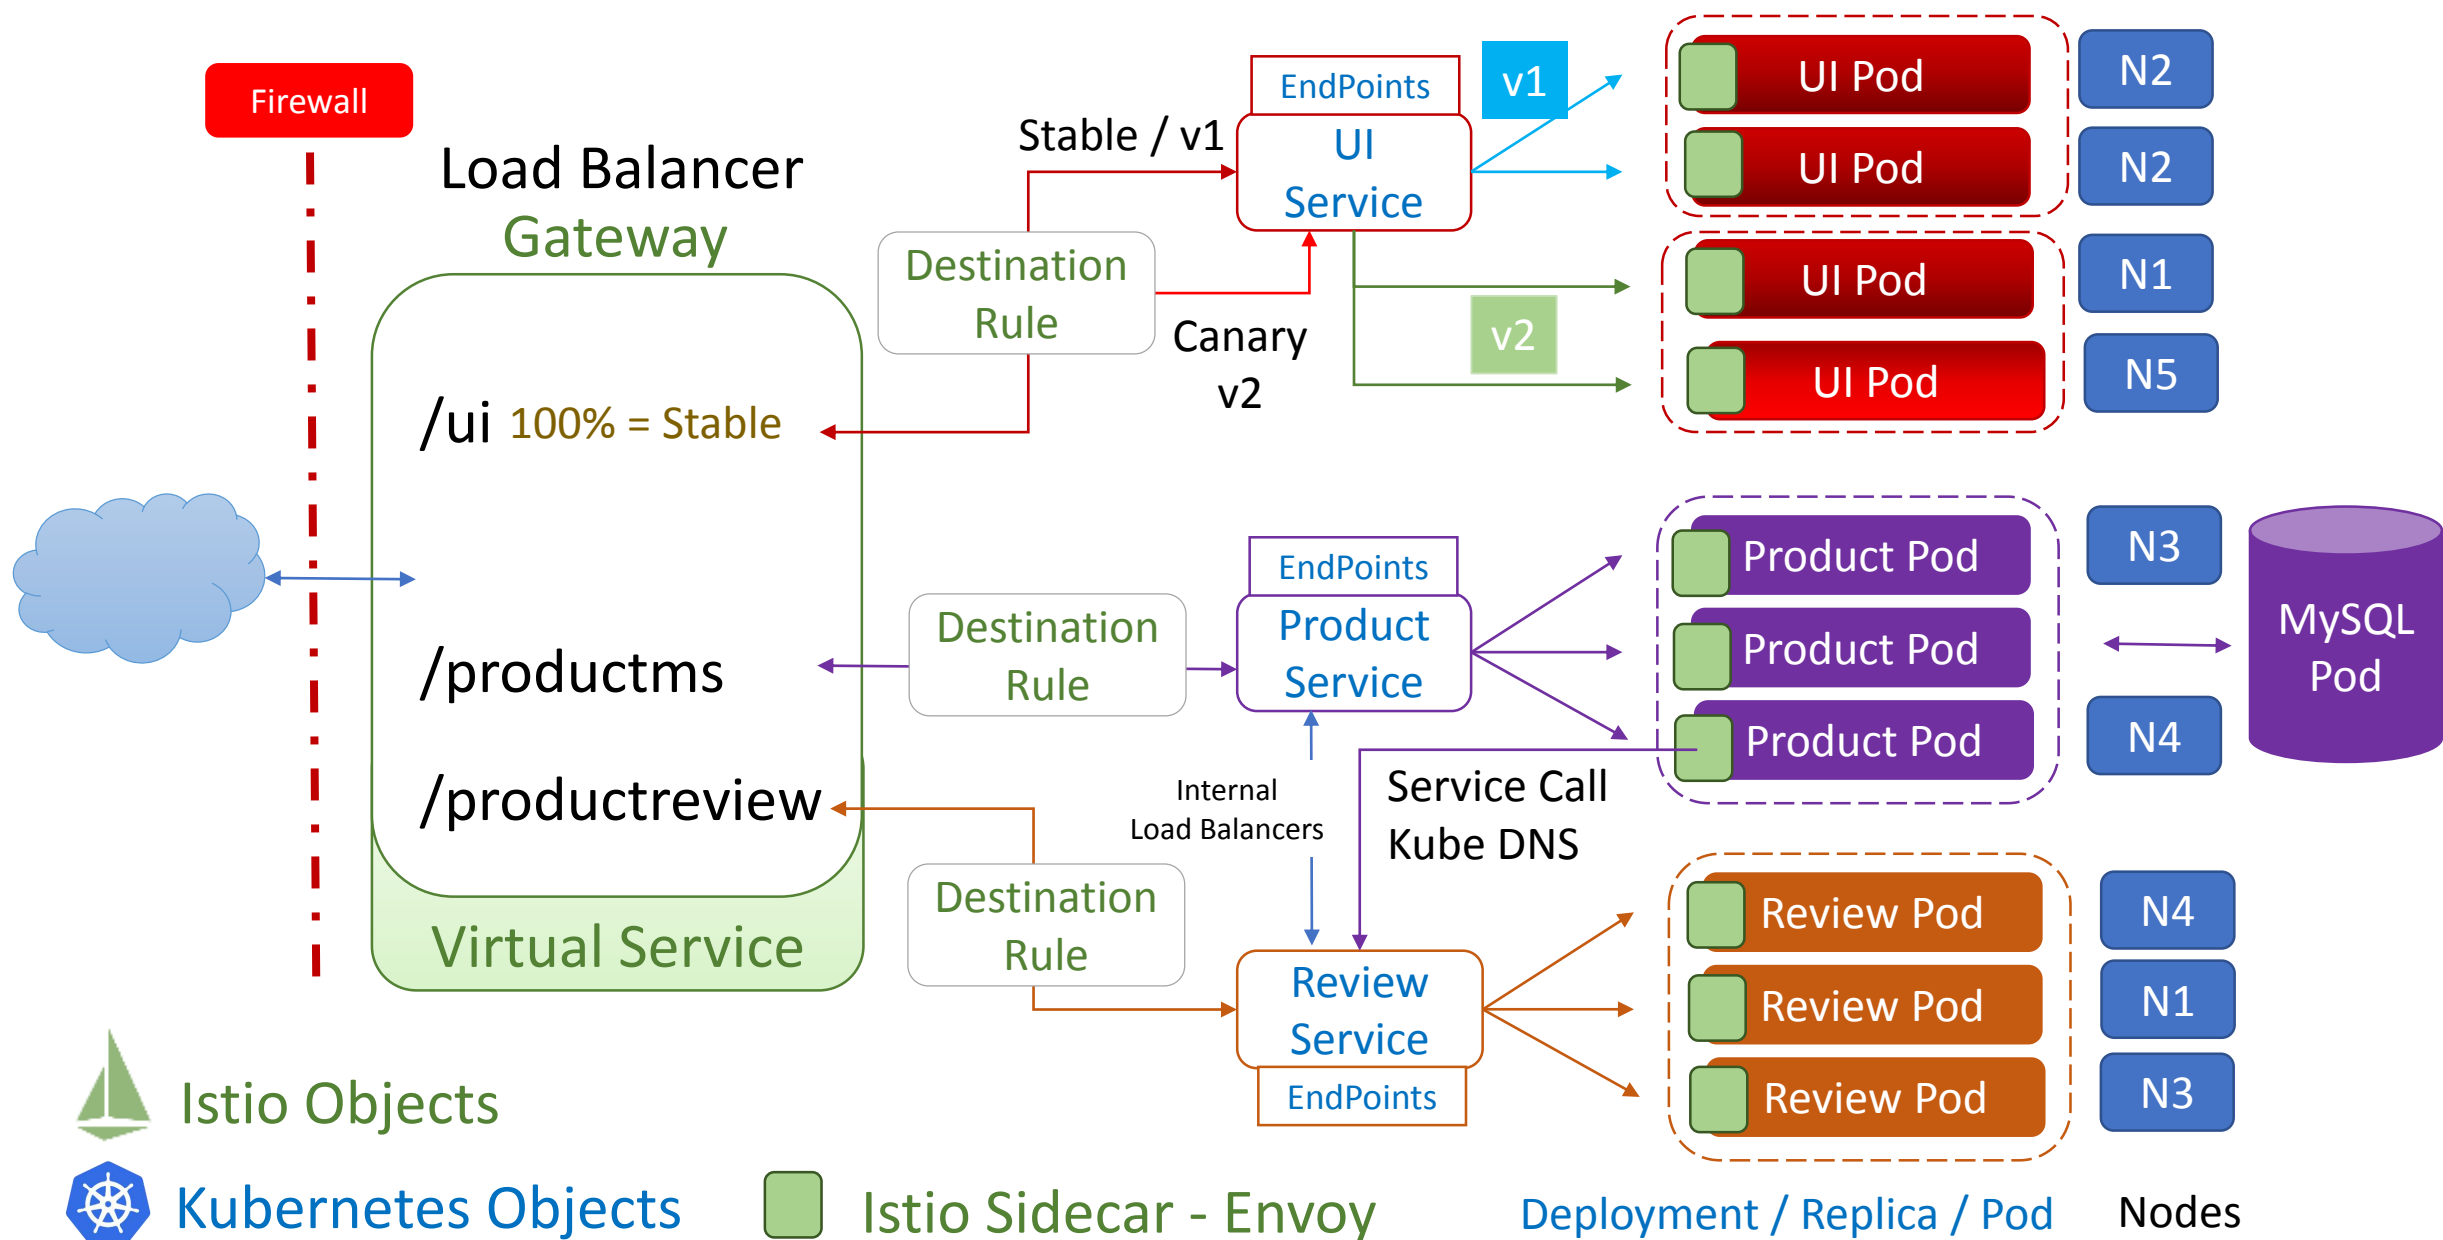 Firewall
Load Balancer
Gateway
/ui 100% = Stable
/productms
/productreview
Virtual Service
Destination
Rule
Stable / v1
Canary
v2
EndPoints
UI
Service
v1
v2
UI Pod
UI Pod
UI Pod
UI Pod
N2
N2
N1
N5
Destination
Rule
EndPoints
Product
Service
Product Pod
Product Pod
Product Pod
N3
N4
MySQL
Pod
Internal
Load Balancers
Service Call
Kube DNS
Destination
Rule
Review
Service
EndPoints
Review Pod
Review Pod
Review Pod
N4
N1
N3
Istio Objects
Kubernetes Objects
Istio Sidecar - Envoy
Deployment / Replica / Pod
Nodes